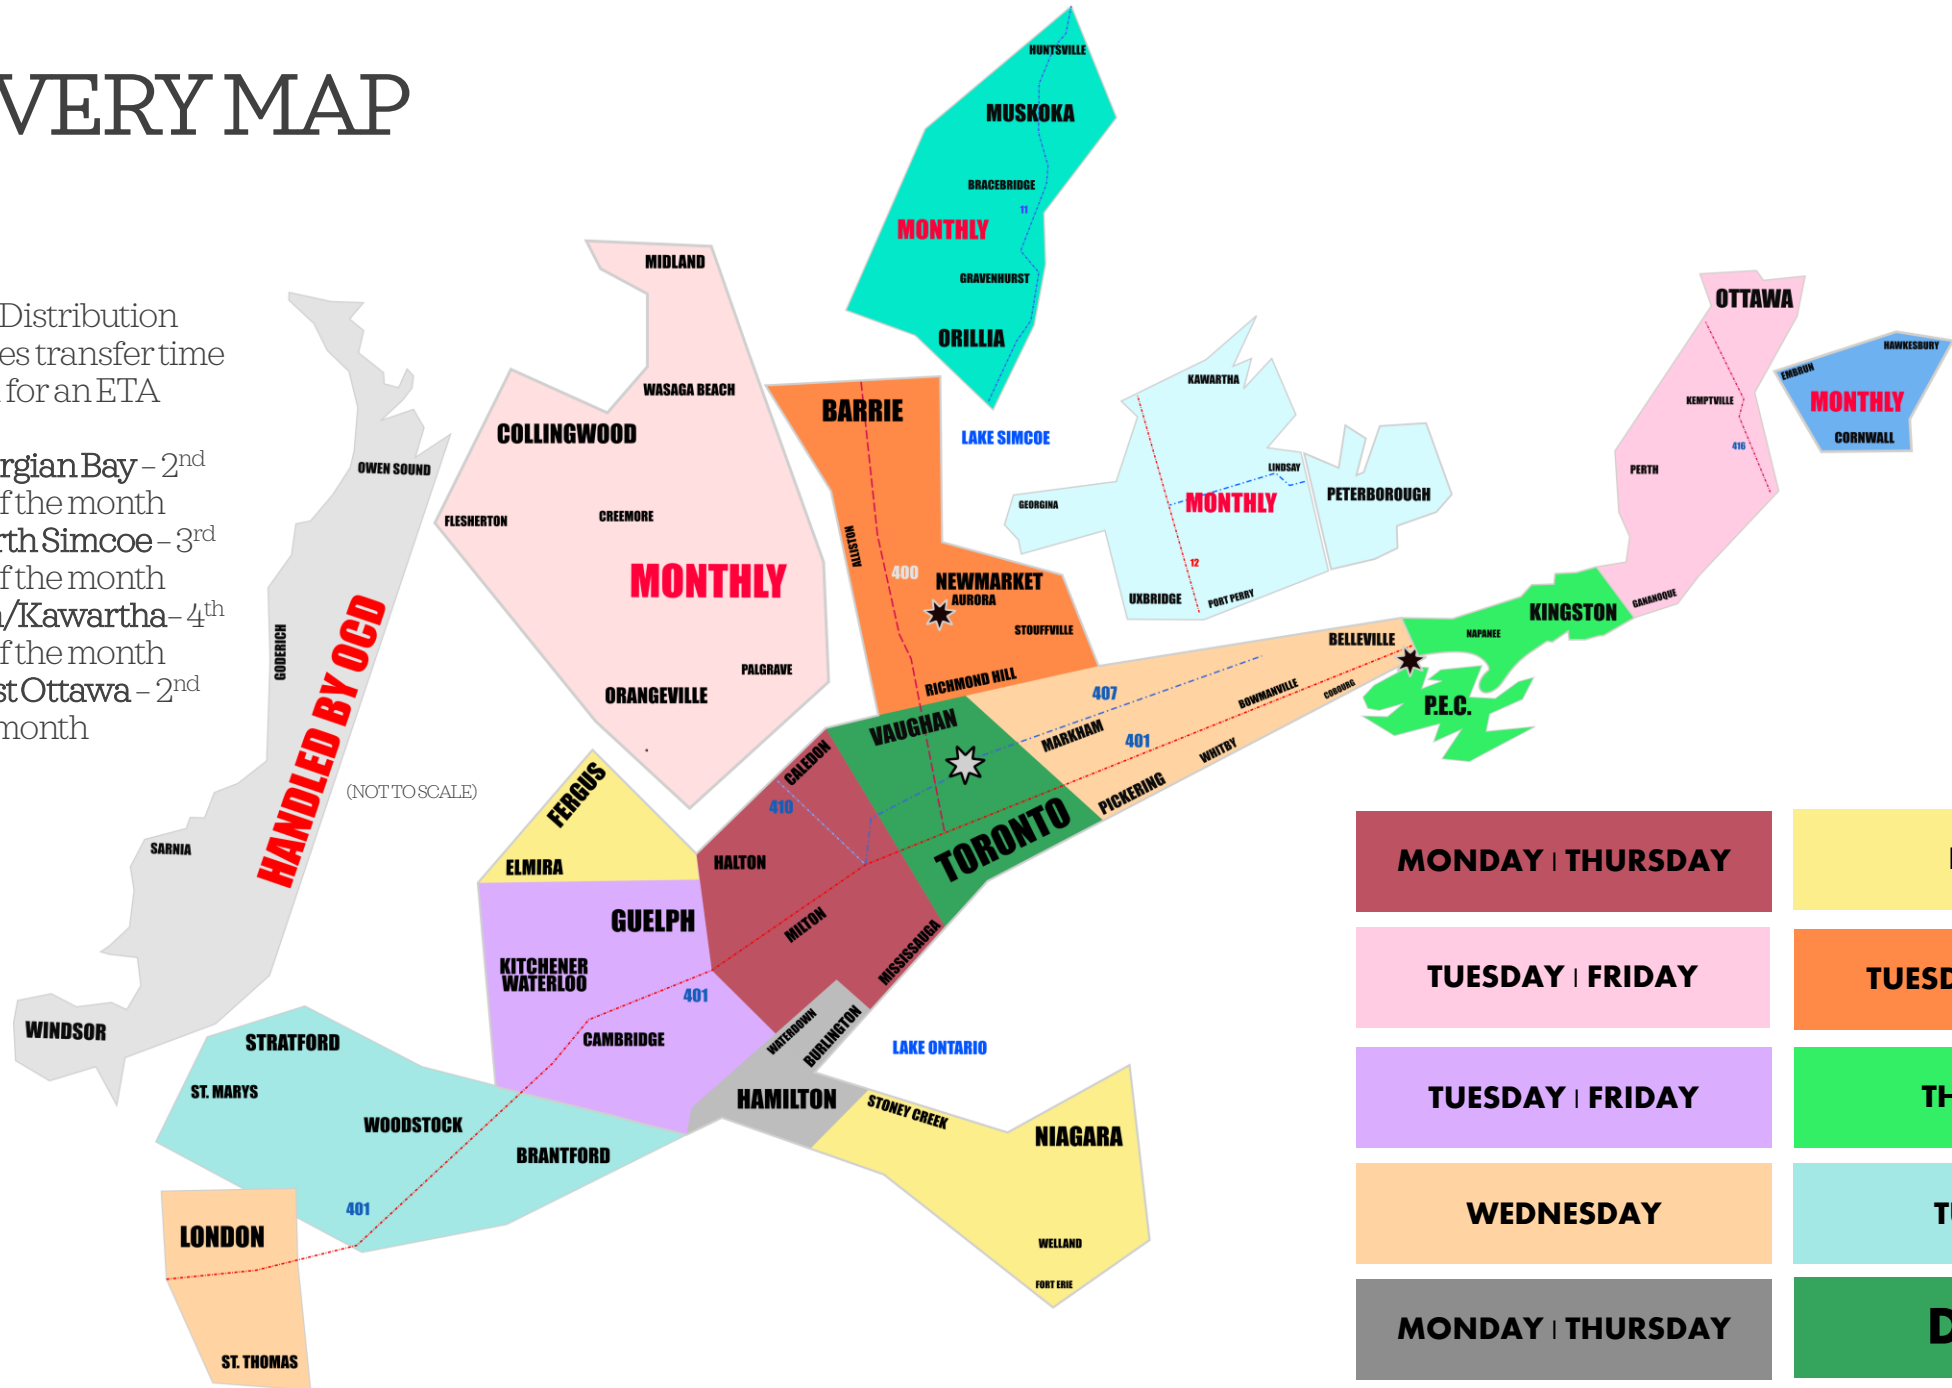 VERY MAP
Distribution
es transfer time
for an ETA
rgian Bay – 2nd
f the month
rth Simcoe – 3rd
f the month
/Kawartha – 4th
f the month
st Ottawa – 2nd
month
(NOT TO SCALE)
HUNTSVILLE
MUSKOKA
BRACEBRIDGE
11
MONTHLY
GRAVENHURST
ORILLIA
MIDLAND
WASAGA BEACH
COLLINGWOOD
FLESHERTON
CREEMORE
MONTHLY
PALGRAVE
ORANGEVILLE
OWEN SOUND
GODERICH
HANDLED BY OCD
SARNIA
WINDSOR
BARRIE
LAKE SIMCOE
ALLISTON
400
NEWMARKET
AURORA
STOUFFVILLE
RICHMOND HILL
KAWARTHA
LINDSAY
GEORGINA
MONTHLY
PETERBOROUGH
12
UXBRIDGE
PORT PERRY
OTTAWA
KEMPTVILLE
416
PERTH
GANANOQUE
HAWKESBURY
EMBRUN
MONTHLY
CORNWALL
KINGSTON
NAPANEE
P.E.C.
BELLEVILLE
407
BOWMANVILLE
COBOURG
MARKHAM
401
WHITBY
PICKERING
VAUGHAN
TORONTO
CALEDON
410
HALTON
MILTON
MISSISSAUGA
FERGUS
ELMIRA
GUELPH
KITCHENER
WATERLOO
401
CAMBRIDGE
WATERDOWN
BURLINGTON
HAMILTON
LAKE ONTARIO
STONEY CREEK
NIAGARA
WELLAND
FORT ERIE
STRATFORD
ST. MARYS
WOODSTOCK
BRANTFORD
401
LONDON
ST. THOMAS
MONDAY | THURSDAY
TUESDAY | FRIDAY
TUESD
TUESDAY | FRIDAY
TH
WEDNESDAY
TU
MONDAY | THURSDAY
D